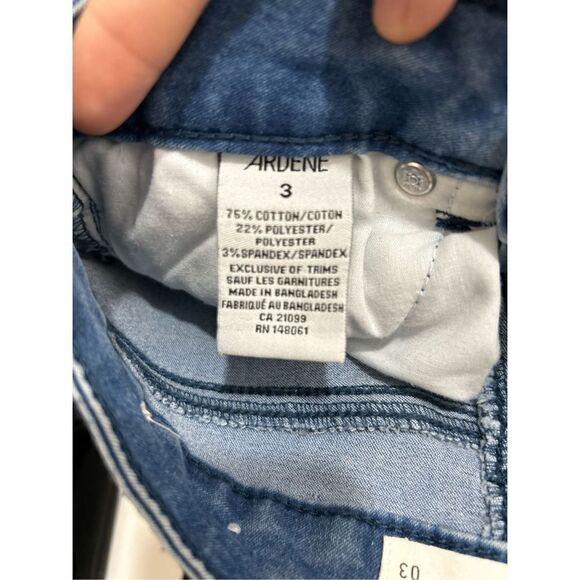 ARDENE
3
75% COTTON/COTON
22% POLYESTER/
POLYESTER
3% SPANDEX/SPANDEX
EXCLUSIVE OF TRIMS
SAUF LES GARNITURES
MADE IN BANGLADESH
FABRIQUÉ AU BANGLADESH
CA 21099
RN 148061
03